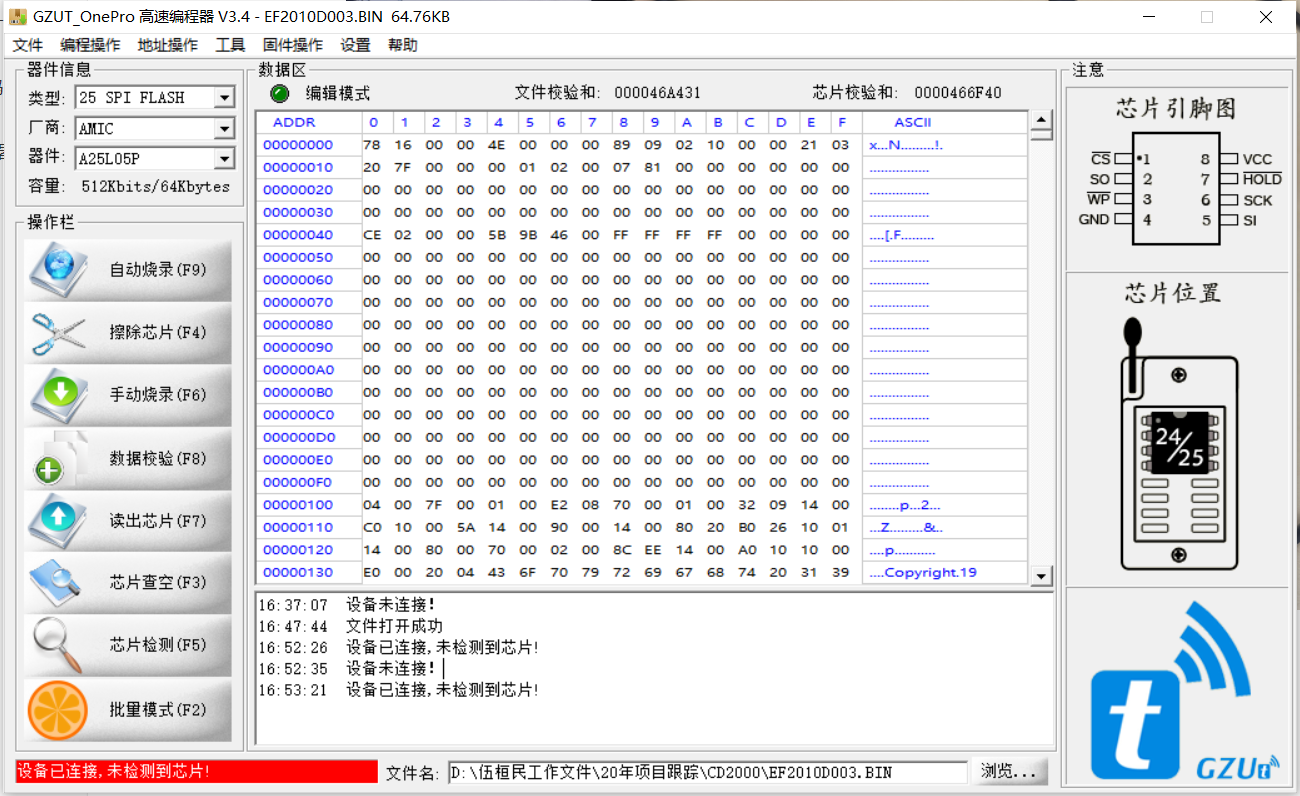 GZUT_OnePro 高速编程器 V3.4 - EF2010D003.BIN  64.76KB
文件 编程操作 地址操作 工具 固件操作 设置 帮助
器件信息
类型: 25 SPI FLASH
厂商: AMIC
器件: A25L05P
容量: 512Kbits/64Kbytes
操作栏
自动烧录(F9)
擦除芯片(F4)
手动烧录(F6)
数据校验(F8)
读出芯片(F7)
芯片查空(F3)
芯片检测(F5)
批量模式(F2)
数据区
编辑模式 文件校验和: 000046A431 芯片校验和: 0000466F40
ADDR 0 1 2 3 4 5 6 7 8 9 A B C D E F ASCII
00000000 78 16 00 00 4E 00 00 00 89 09 02 10 00 00 21 03 x...N.........!.
00000010 20 7F 00 00 00 01 02 00 07 81 00 00 00 00 00 00 ................
00000020 00 00 00 00 00 00 00 00 00 00 00 00 00 00 00 00 ................
00000030 00 00 00 00 00 00 00 00 00 00 00 00 00 00 00 00 ................
00000040 CE 02 00 00 5B 9B 46 00 FF FF FF FF 00 00 00 00 ....[.F.........
00000050 00 00 00 00 00 00 00 00 00 00 00 00 00 00 00 00 ................
00000060 00 00 00 00 00 00 00 00 00 00 00 00 00 00 00 00 ................
00000070 00 00 00 00 00 00 00 00 00 00 00 00 00 00 00 00 ................
00000080 00 00 00 00 00 00 00 00 00 00 00 00 00 00 00 00 ................
00000090 00 00 00 00 00 00 00 00 00 00 00 00 00 00 00 00 ................
000000A0 00 00 00 00 00 00 00 00 00 00 00 00 00 00 00 00 ................
000000B0 00 00 00 00 00 00 00 00 00 00 00 00 00 00 00 00 ................
000000C0 00 00 00 00 00 00 00 00 00 00 00 00 00 00 00 00 ................
000000D0 00 00 00 00 00 00 00 00 00 00 00 00 00 00 00 00 ................
000000E0 00 00 00 00 00 00 00 00 00 00 00 00 00 00 00 00 ................
000000F0 00 00 00 00 00 00 00 00 00 00 00 00 00 00 00 00 ................
00000100 04 00 7F 00 01 00 E2 08 70 00 01 00 32 09 14 00 ........p...2...
00000110 C0 10 00 5A 14 00 90 00 14 00 80 20 B0 26 10 01 ...Z.........&..
00000120 14 00 80 00 70 00 02 00 8C EE 14 00 A0 10 10 00 ....p...........
00000130 E0 00 20 04 43 6F 70 79 72 69 67 68 74 20 31 39 ....Copyright.19
16:37:07 设备未连接!
16:47:44 文件打开成功
16:52:26 设备已连接,未检测到芯片!
16:52:35 设备未连接!
16:53:21 设备已连接,未检测到芯片!
设备已连接,未检测到芯片!
文件名: D:\伍桓民工作文件\20年项目跟踪\CD2000\EF2010D003.BIN 浏览...
注意
芯片引脚图
CS 1 8 VCC
SO 2 7 HOLD
WP 3 6 SCK
GND 4 5 SI
芯片位置
24/25
t
GZUt